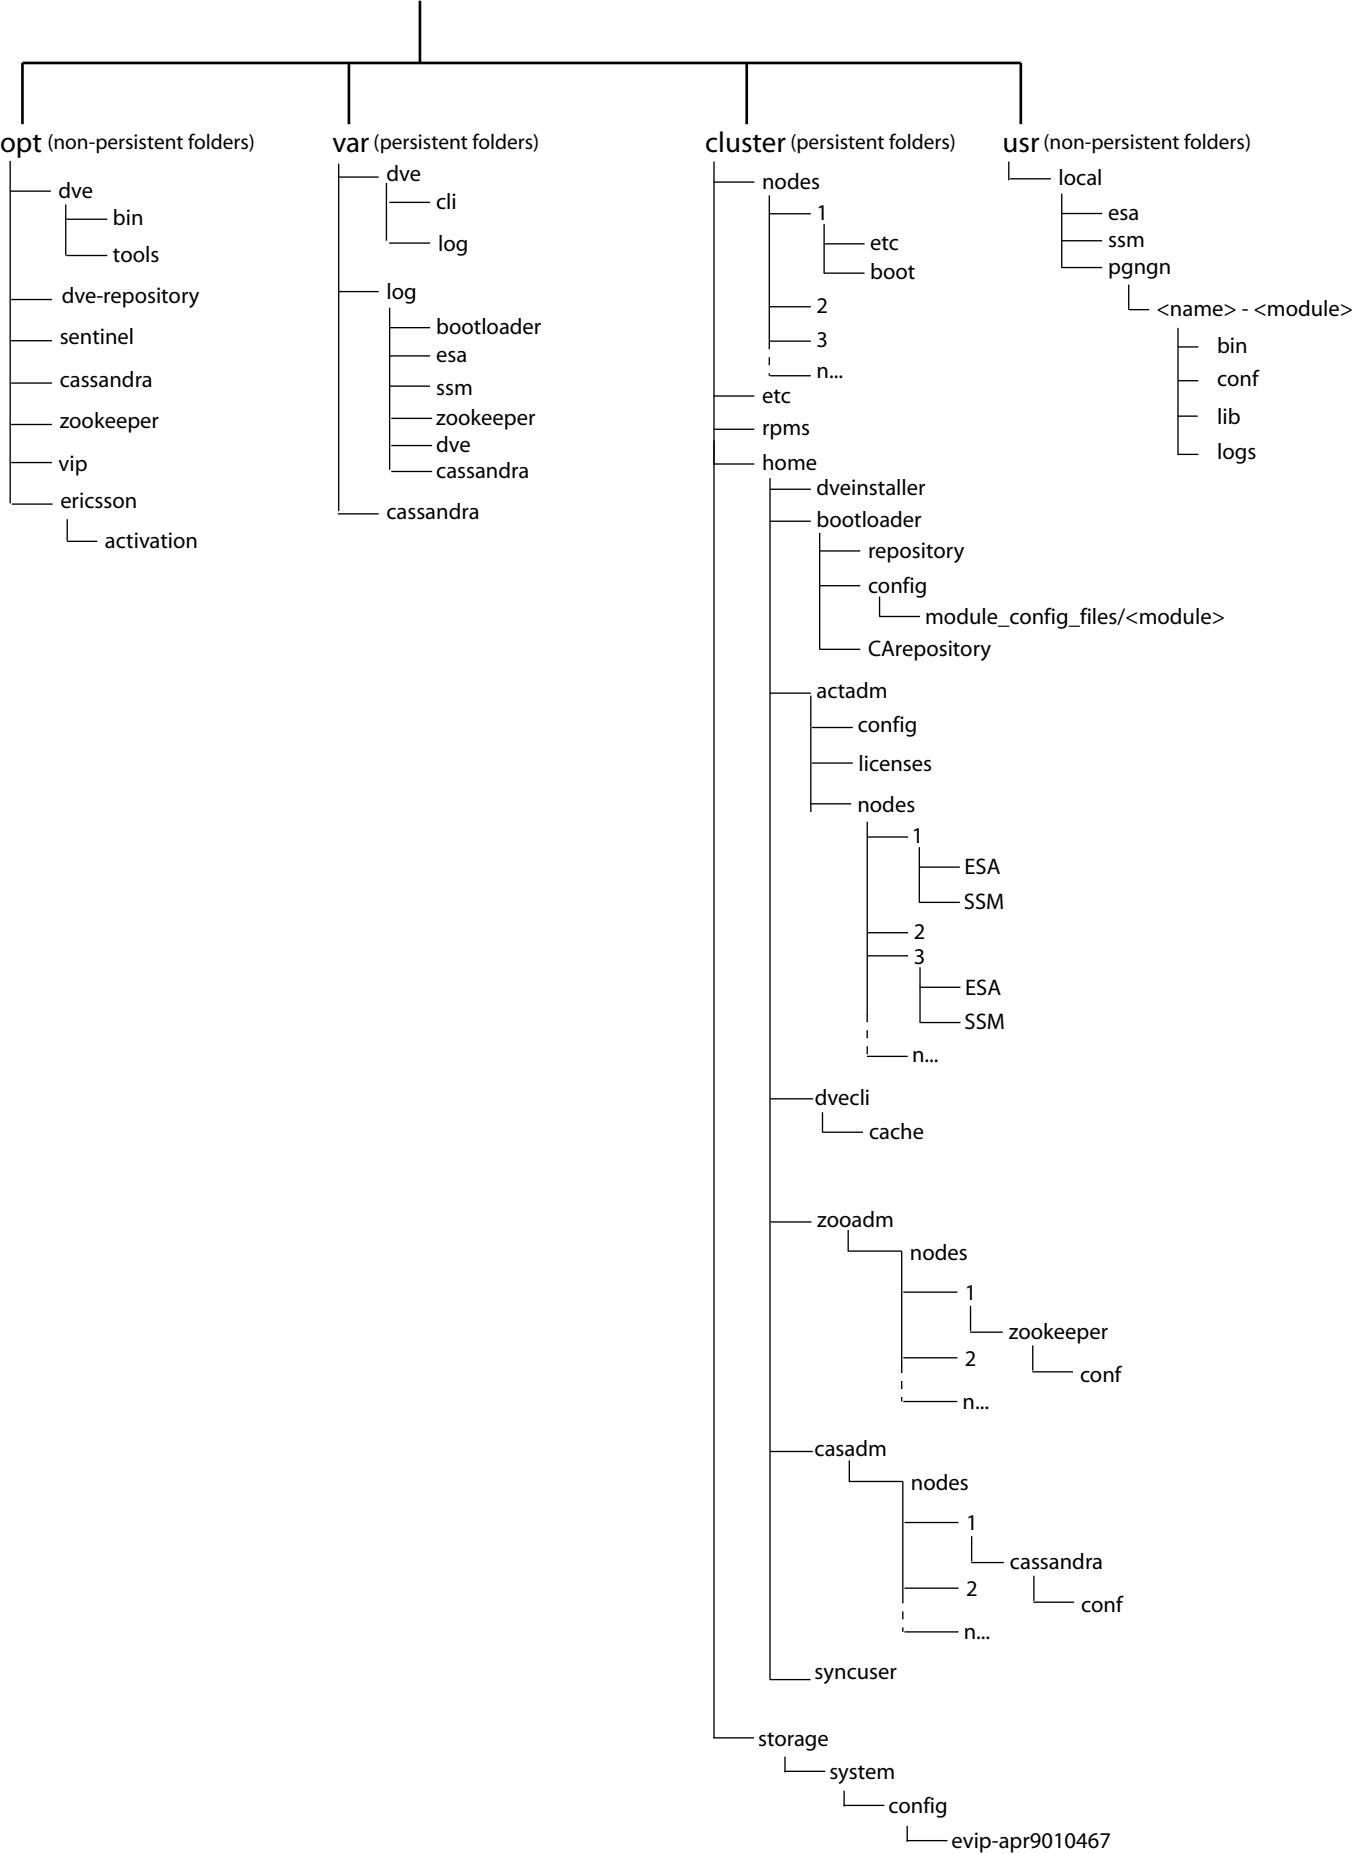 opt (non-persistent folders)
dve
bin
tools
dve-repository
sentinel
cassandra
zookeeper
vip
ericsson
activation
var (persistent folders)
dve
cli
log
log
bootloader
esa
ssm
zookeeper
dve
cassandra
cassandra
cluster (persistent folders)
nodes
1
etc
boot
2
3
n...
etc
rpms
home
dveinstaller
bootloader
repository
config
module_config_files/<module>
CArepository
actadm
config
licenses
nodes
1
ESA
SSM
2
3
ESA
SSM
n...
dvecli
cache
zooadm
nodes
1
zookeeper
conf
2
n...
casadm
nodes
1
cassandra
conf
2
n...
syncuser
storage
system
config
evip-apr9010467
usr (non-persistent folders)
local
esa
ssm
pgngn
<name> - <module>
bin
conf
lib
logs